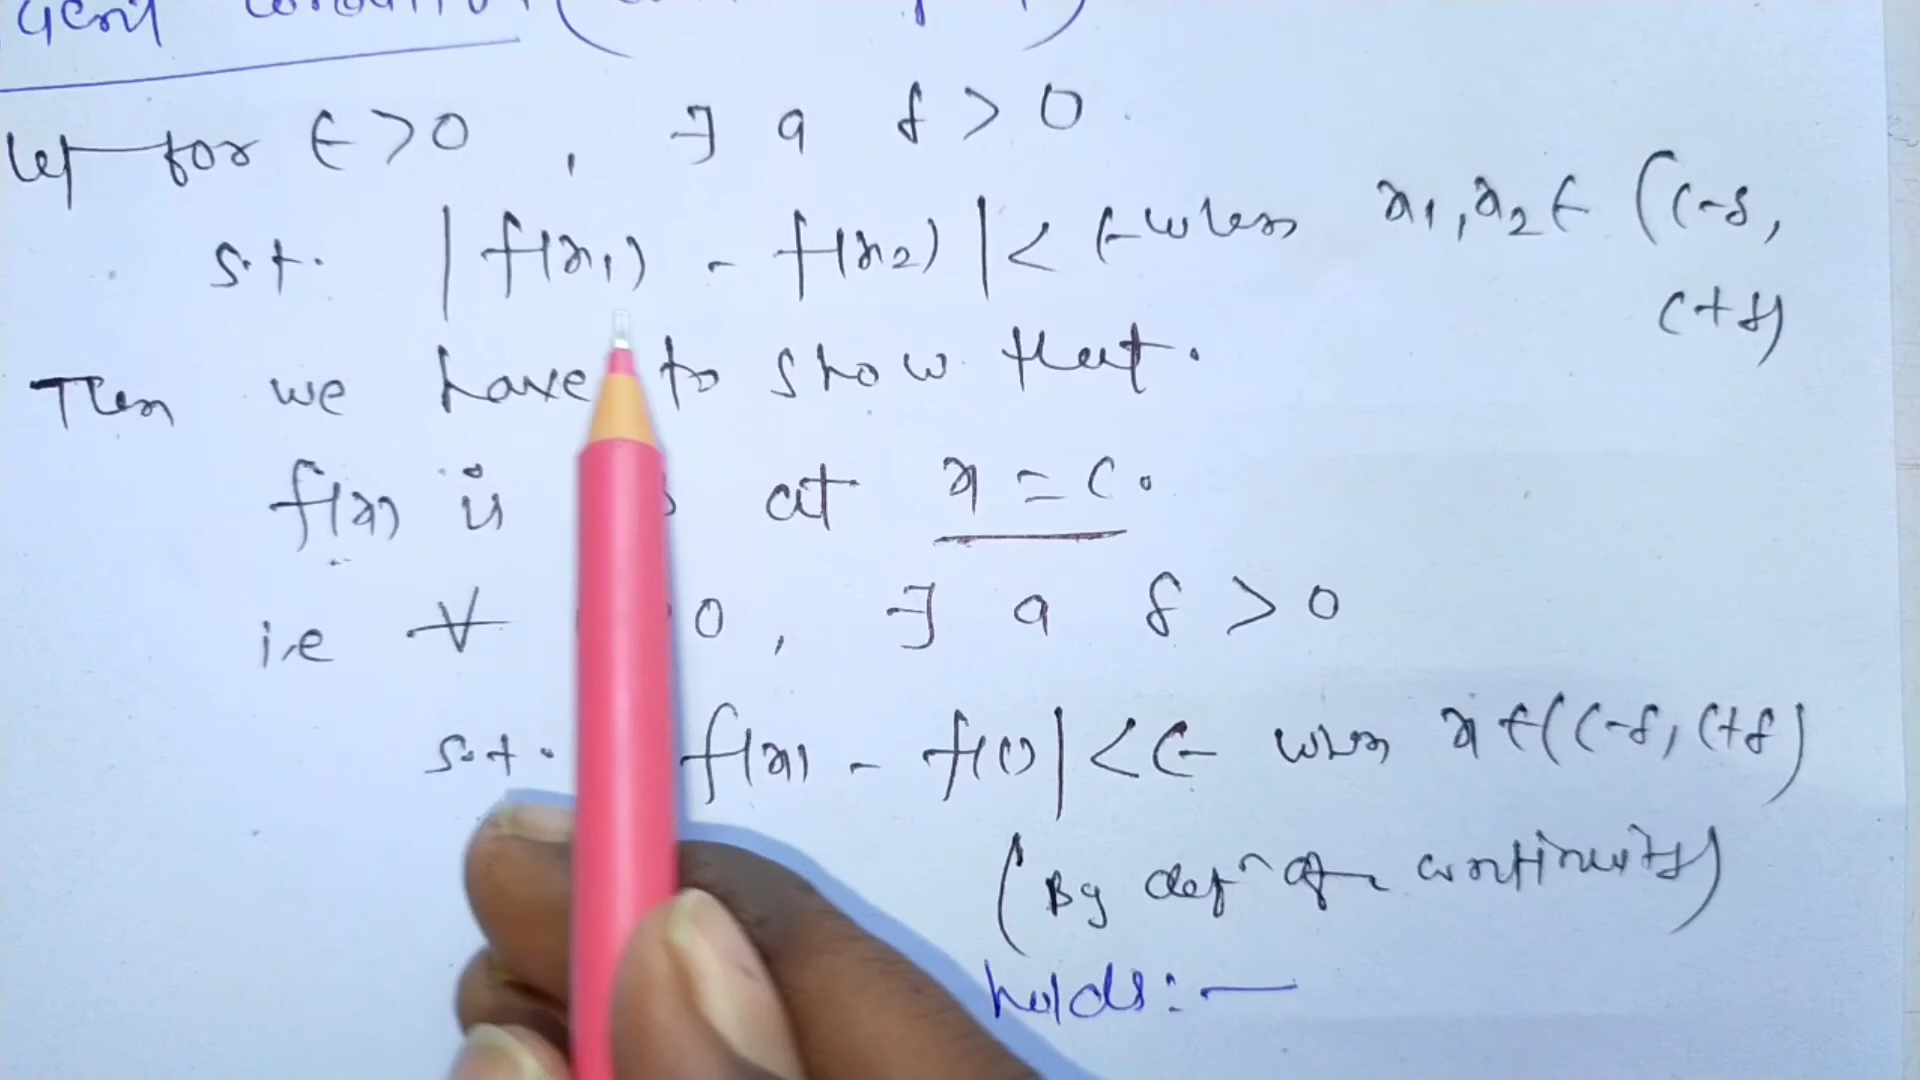 let for ε > 0 , ∃ a δ > 0
s.t. | f(x₁) - f(x₂) | < ε when x₁, x₂ ∈ (c-δ,
c+δ)
Then we have to show that.
f(x) is at x = c.
i.e ∀ 0 , ∃ a δ > 0
s.t. f(x) - f(c) | < ε when x ∈ (c-δ, c+δ)
(By defⁿ of continuity)
holds :—